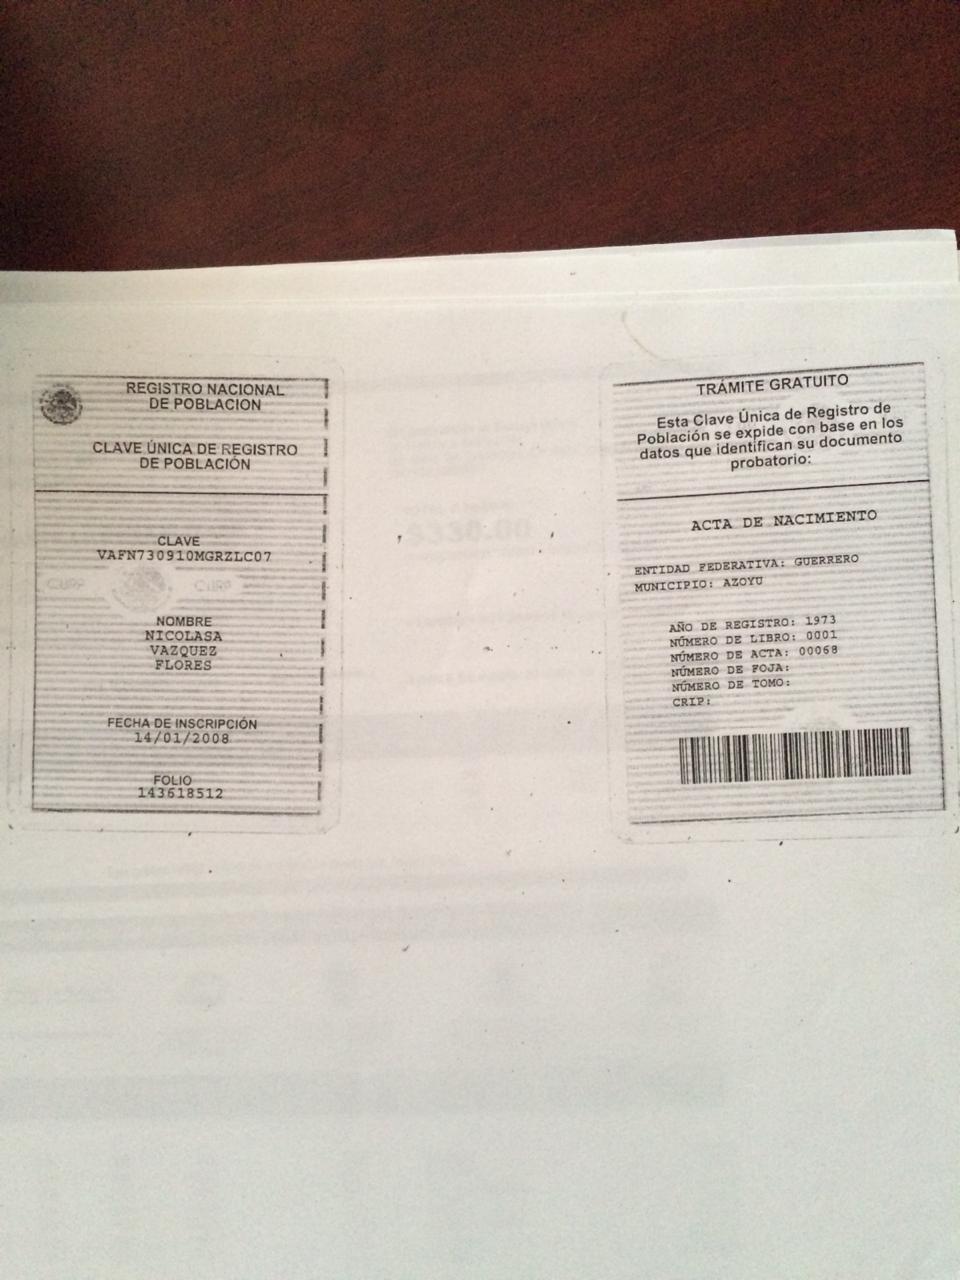 REGISTRO NACIONAL
DE POBLACION
CLAVE ÚNICA DE REGISTRO
DE POBLACIÓN
CLAVE
VAFN730910MGRZLC07
CURP CURP
NOMBRE
NICOLASA
VAZQUEZ
FLORES
FECHA DE INSCRIPCIÓN
14/01/2008
FOLIO
143618512
TRÁMITE GRATUITO
Esta Clave Única de Registro de
Población se expide con base en los
datos que identifican su documento
probatorio:
ACTA DE NACIMIENTO
ENTIDAD FEDERATIVA: GUERRERO
MUNICIPIO: AZOYU
AÑO DE REGISTRO: 1973
NÚMERO DE LIBRO: 0001
NÚMERO DE ACTA: 00068
NÚMERO DE FOJA:
NÚMERO DE TOMO:
CRIP:
$330.00